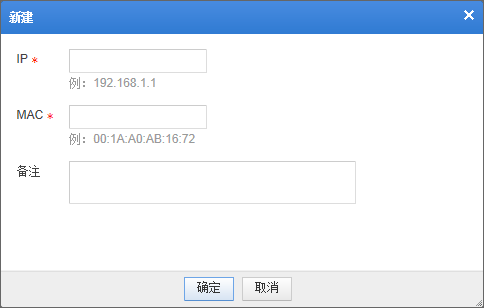 新建
IP *
例：192.168.1.1
MAC *
例：00:1A:A0:AB:16:72
备注
确定 取消